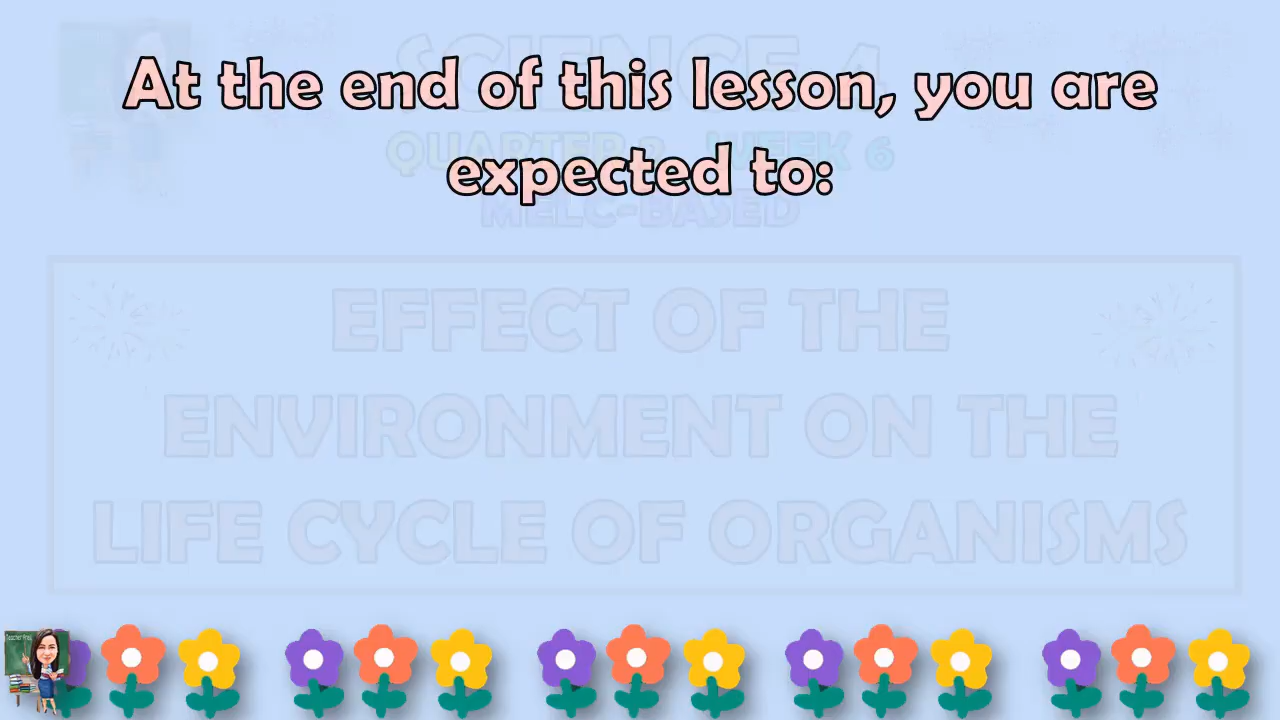 At the end of this lesson, you are
expected to:
SCIENCE 4
QUARTER 2 WEEK 6
MELC-BASED
EFFECT OF THE
ENVIRONMENT ON THE
LIFE CYCLE OF ORGANISMS